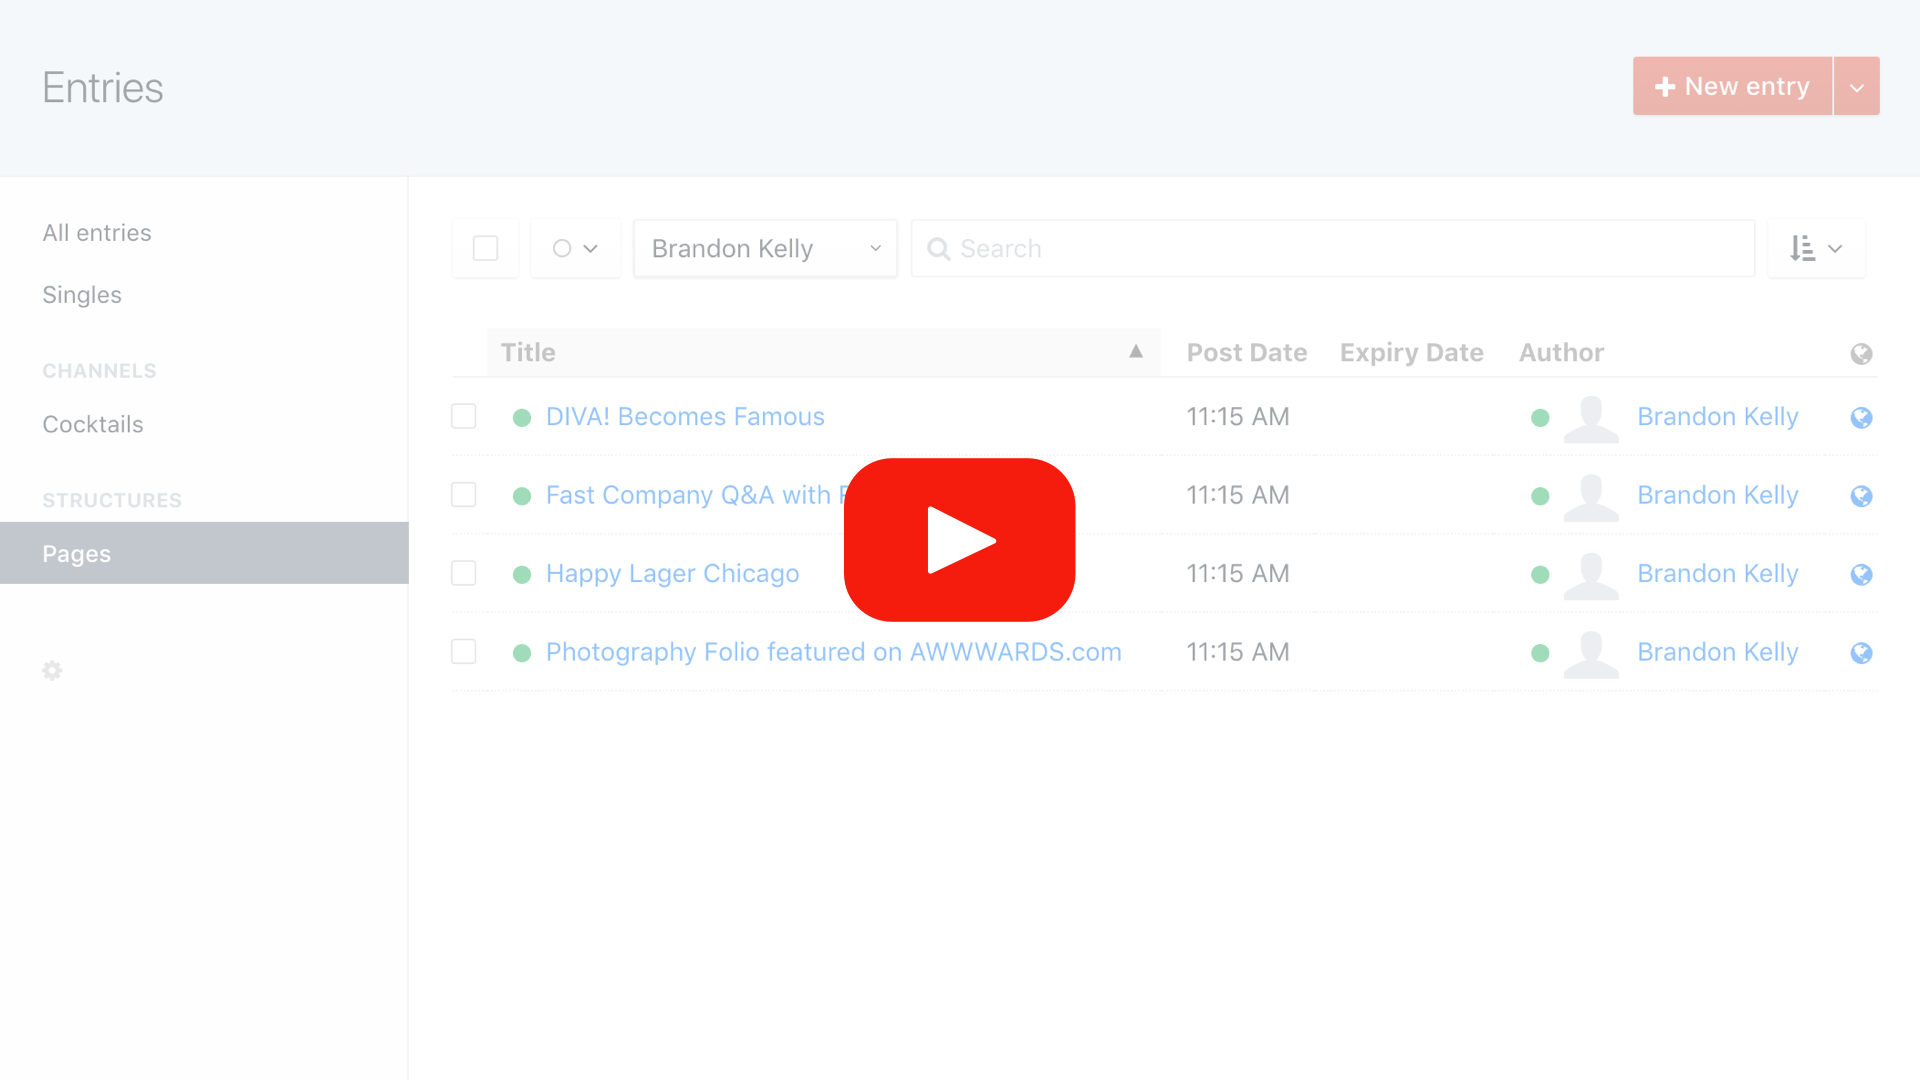 Entries
New entry
All entries
Singles
CHANNELS
Cocktails
STRUCTURES
Pages
Brandon Kelly
Search
Title Post Date Expiry Date Author
DIVA! Becomes Famous 11:15 AM Brandon Kelly
Fast Company Q&A with 11:15 AM Brandon Kelly
Happy Lager Chicago 11:15 AM Brandon Kelly
Photography Folio featured on AWWWARDS.com 11:15 AM Brandon Kelly